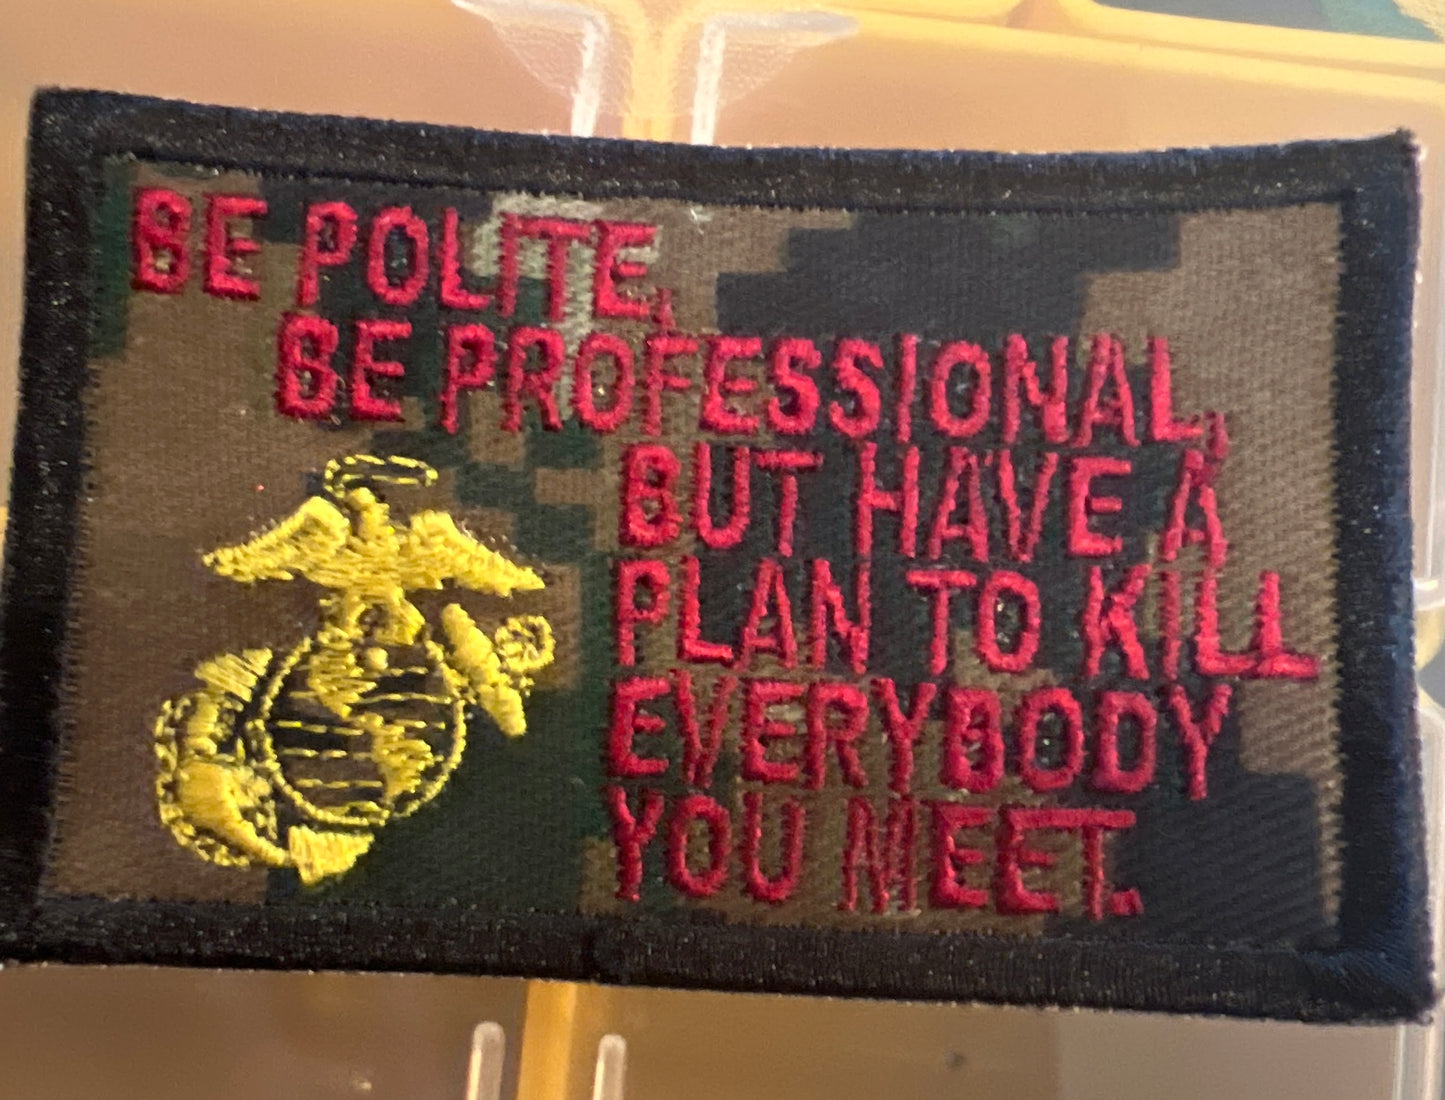 BE POLITE,
BE PROFESSIONAL,
BUT HAVE A
PLAN TO KILL
EVERYBODY
YOU MEET.